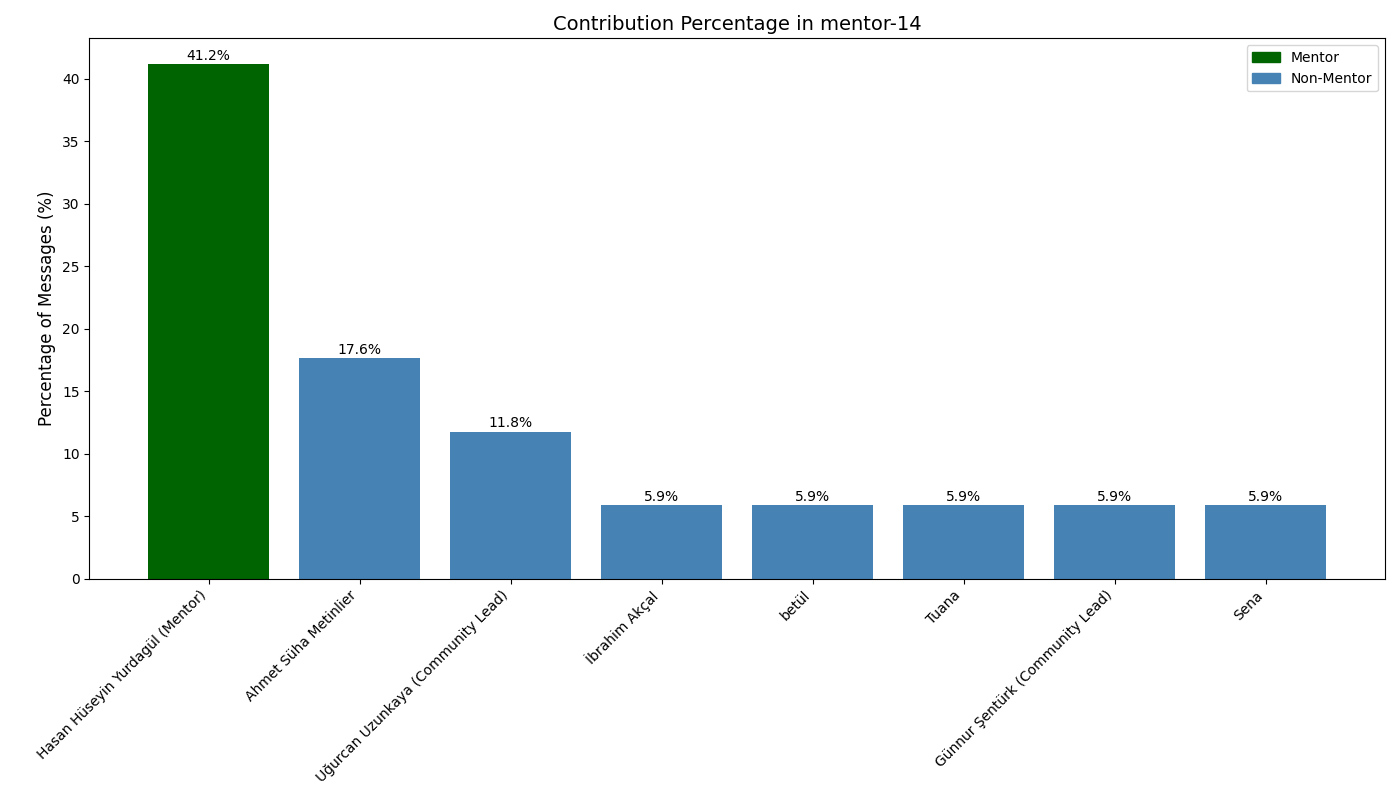 Contribution Percentage in mentor-14
Mentor
Non-Mentor
Percentage of Messages (%)
40
35
30
25
20
15
10
5
0
41.2%
17.6%
11.8%
5.9%
5.9%
5.9%
5.9%
5.9%
Hasan Hüseyin Yurdagül (Mentor)
Ahmet Süha Metinlier
Uğurcan Uzunkaya (Community Lead)
İbrahim Akçal
betül
Tuana
Günnur Şentürk (Community Lead)
Sena